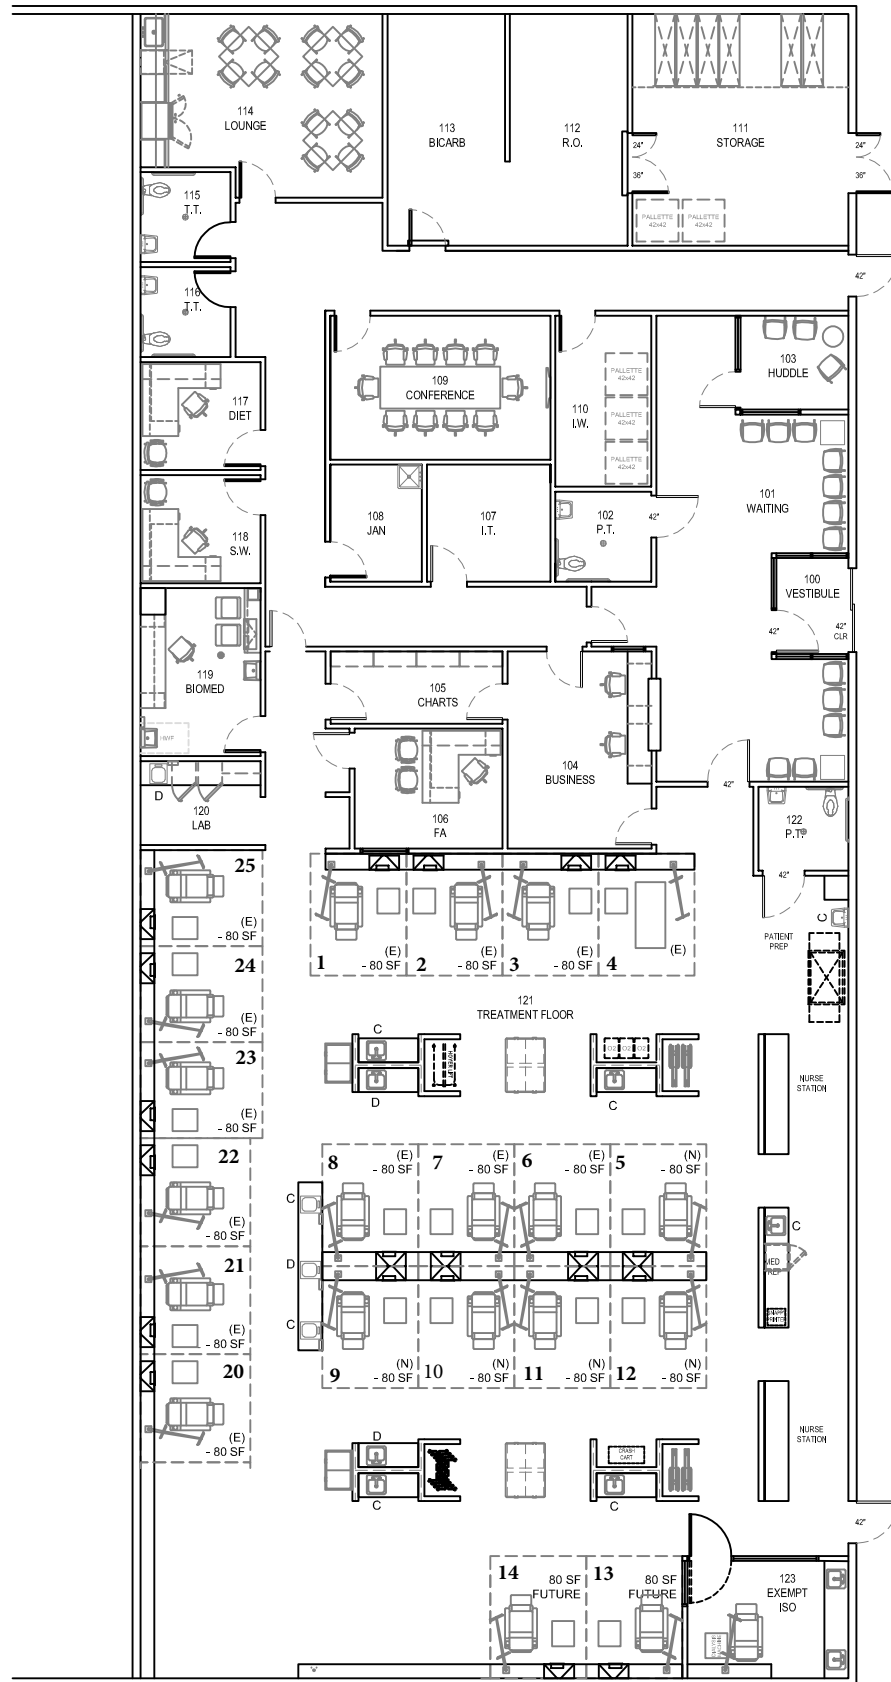 114
LOUNGE
113
BICARB
112
R.O.
111
STORAGE
24"
36"
24"
36"
PALLETTE
42x42
PALLETTE
42x42
115
T.T.
116
T.T.
42"
103
HUDDLE
109
CONFERENCE
110
I.W.
PALLETTE
42x42
PALLETTE
42x42
PALLETTE
42x42
117
DIET
101
WAITING
118
S.W.
108
JAN
107
I.T.
102
P.T.
42"
100
VESTIBULE
42"
42"
CLR
119
BIOMED
HWP
105
CHARTS
104
BUSINESS
106
FA
42"
D
120
LAB
122
P.T.
42"
C
PATIENT
PREP
25
(E)
- 80 SF
24
(E)
- 80 SF
23
(E)
- 80 SF
22
(E)
- 80 SF
21
(E)
- 80 SF
20
(E)
- 80 SF
1
(E)
- 80 SF
2
(E)
- 80 SF
3
(E)
- 80 SF
4
(E)
121
TREATMENT FLOOR
C
D
HOYER LIFT
O2
O2
O2
C
NURSE
STATION
8
(E)
- 80 SF
7
(E)
- 80 SF
6
(E)
- 80 SF
5
(N)
- 80 SF
C
D
C
C
MED
PREP
9
(N)
- 80 SF
10
(N)
- 80 SF
11
(N)
- 80 SF
12
(N)
- 80 SF
NURSE
STATION
D
C
CRASH
CART
C
42"
14
80 SF
FUTURE
13
80 SF
FUTURE
123
EXEMPT
ISO